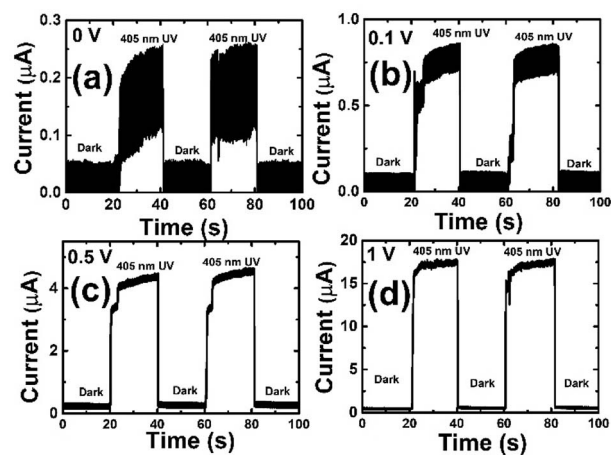 0 V
405 nm UV
405 nm UV
(a)
Dark
Dark
Dark
0.3
0.2
0.1
0.0
Current (μA)
0
20
40
60
80
100
Time (s)
0.1 V
405 nm UV
405 nm UV
(b)
Dark
Dark
Dark
1.0
0.5
0.0
Current (μA)
0
20
40
60
80
100
Time (s)
0.5 V
405 nm UV
405 nm UV
(c)
Dark
Dark
Dark
4
2
0
Current (μA)
0
20
40
60
80
100
Time (s)
1 V
405 nm UV
405 nm UV
(d)
Dark
Dark
Dark
20
15
10
5
0
Current (μA)
0
20
40
60
80
100
Time (s)